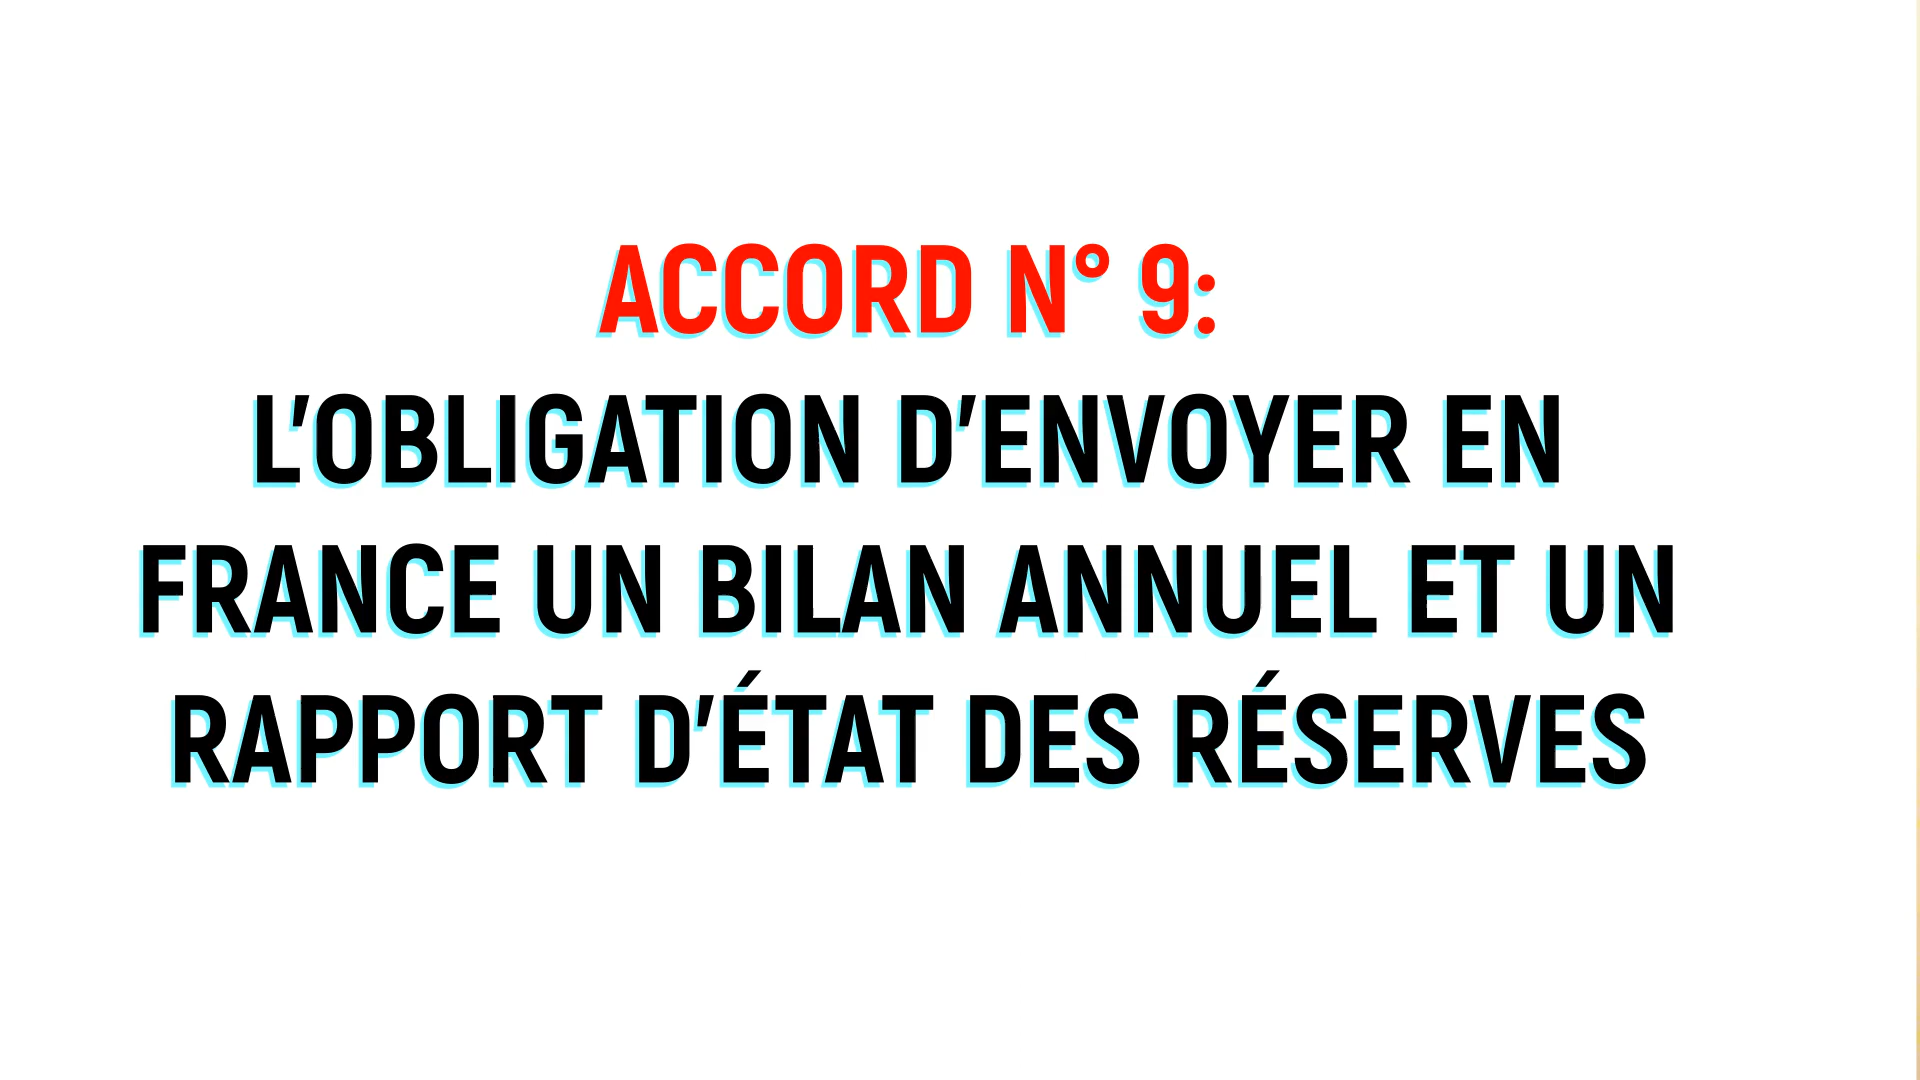 ACCORD N° 9:
L'OBLIGATION D'ENVOYER EN
FRANCE UN BILAN ANNUEL ET UN
RAPPORT D'ÉTAT DES RÉSERVES